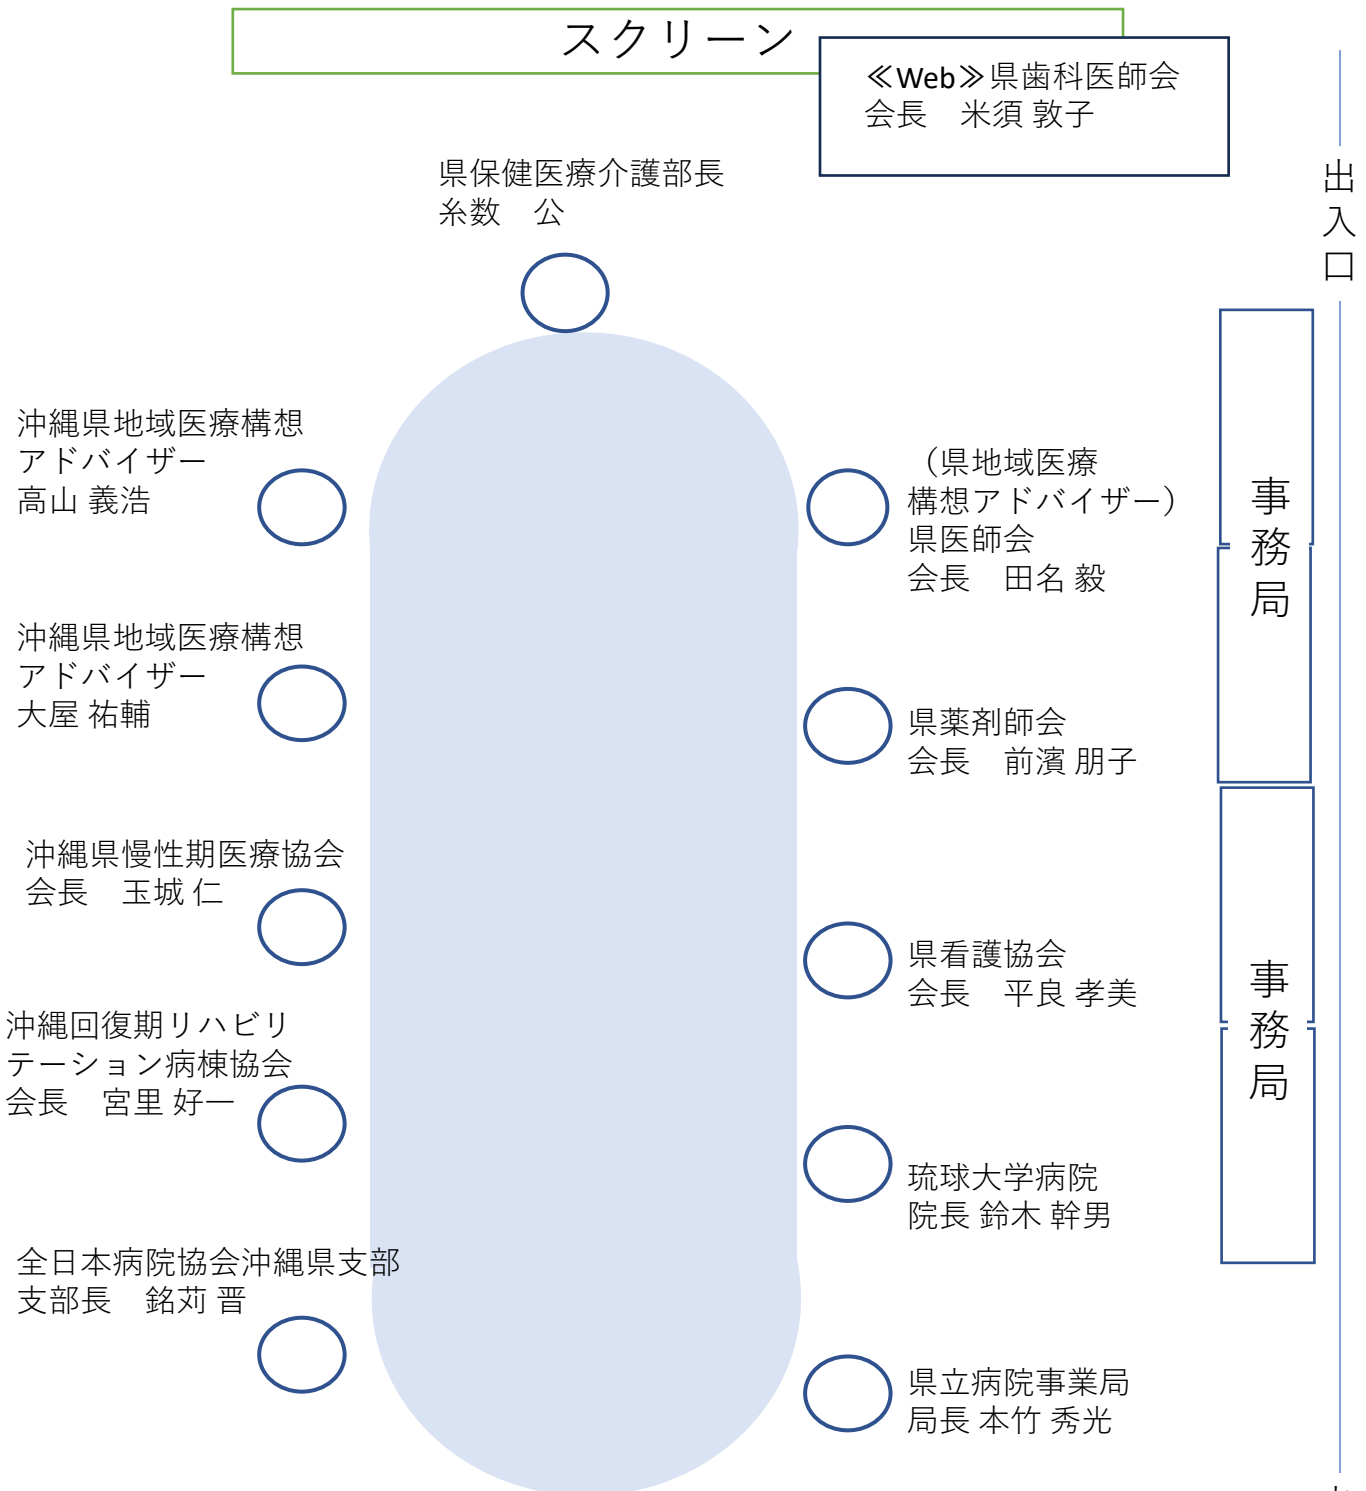 スクリーン
≪Web≫県歯科医師会
会長　米須 敦子
県保健医療介護部長
糸数　公
出入口
沖縄県地域医療構想
アドバイザー
高山 義浩
（県地域医療
構想アドバイザー）
県医師会
会長　田名 毅
事務局
沖縄県地域医療構想
アドバイザー
大屋 祐輔
県薬剤師会
会長　前濱 朋子
沖縄県慢性期医療協会
会長　玉城 仁
県看護協会
会長　平良 孝美
事務局
沖縄回復期リハビリ
テーション病棟協会
会長　宮里 好一
琉球大学病院
院長 鈴木 幹男
全日本病院協会沖縄県支部
支部長　銘苅 晋
県立病院事業局
局長 本竹 秀光